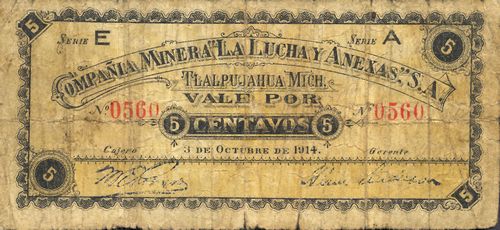 5
SERIE E
SERIE A
5
COMPAÑIA MINERA "LA LUCHA Y ANEXAS," S.A.
TLALPUJAHUA MICH.
VALE POR
No. 0560
No. 0560
5 CENTAVOS 5
Cajero
3 DE OCTUBRE DE 1914.
Gerente
5
5